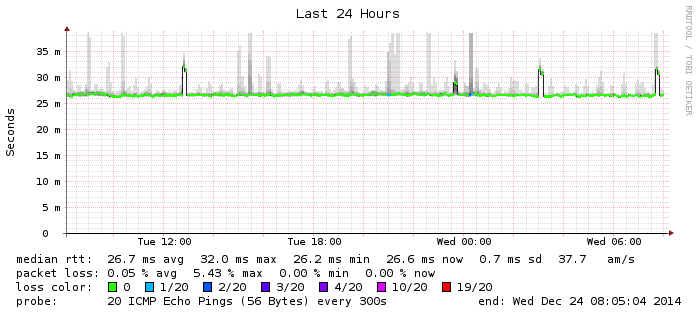 Last 24 Hours
RRDTOOL / TOBI OETIKER
Seconds
35 m
30 m
25 m
20 m
15 m
10 m
5 m
0
Tue 12:00 Tue 18:00 Wed 00:00 Wed 06:00
median rtt: 26.7 ms avg 32.0 ms max 26.2 ms min 26.6 ms now 0.7 ms sd 37.7 am/s
packet loss: 0.05 % avg 5.43 % max 0.00 % min 0.00 % now
loss color: 0 1/20 2/20 3/20 4/20 10/20 19/20
probe: 20 ICMP Echo Pings (56 Bytes) every 300s end: Wed Dec 24 08:05:04 2014